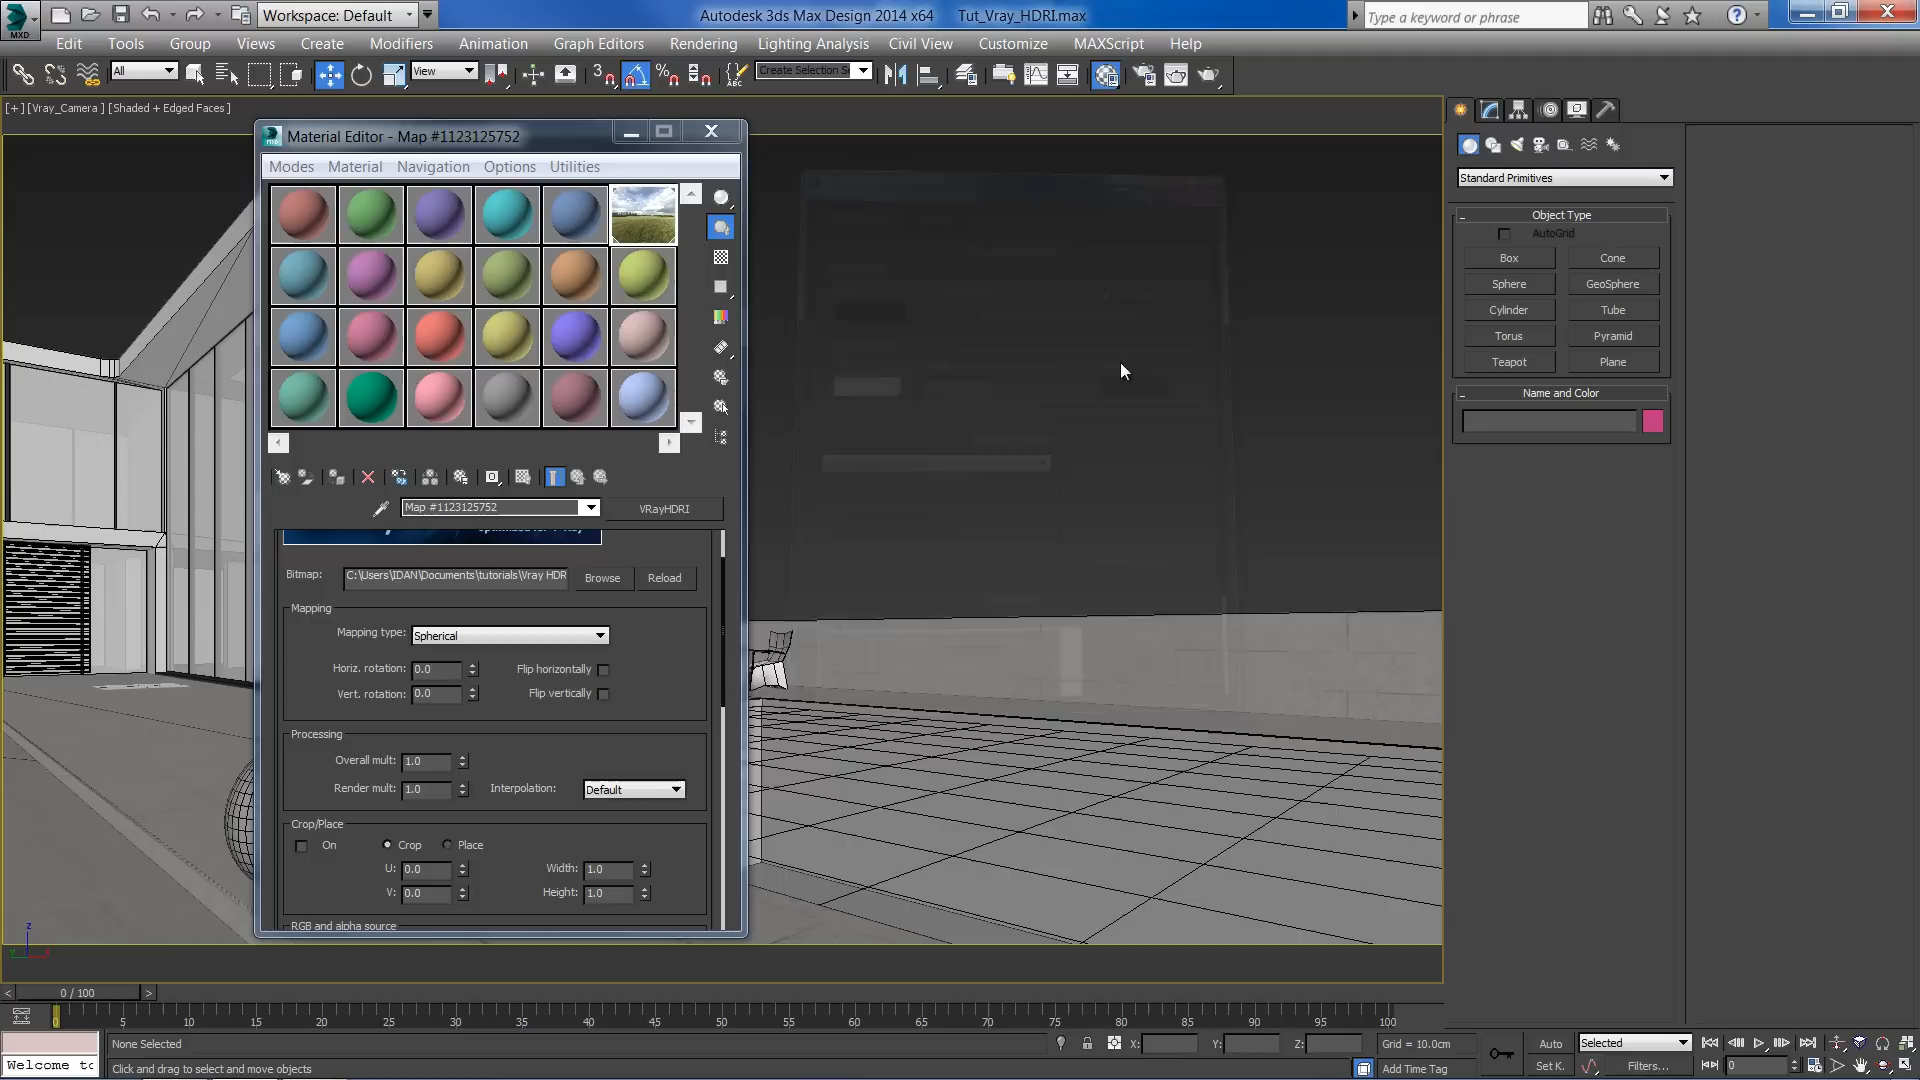 MXD
Workspace: Default
Autodesk 3ds Max Design 2014 x64 Tut_Vray_HDRI.max
Type a keyword or phrase
Edit Tools Group Views Create Modifiers Animation Graph Editors Rendering Lighting Analysis Civil View Customize MAXScript Help
All
View
3
ABC
Create Selection S
[+] [Vray_Camera ] [Shaded + Edged Faces ]
Material Editor - Map #1123125752
Modes Material Navigation Options Utilities
Map #1123125752
VRayHDRI
Bitmap: C:\Users\IDAN\Documents\tutorials\Vray HDR Browse Reload
Mapping
Mapping type: Spherical
Horiz. rotation: 0.0 Flip horizontally
Vert. rotation: 0.0 Flip vertically
Processing
Overall mult: 1.0
Render mult: 1.0 Interpolation: Default
Crop/Place
On Crop Place
U: 0.0 Width: 1.0
V: 0.0 Height: 1.0
RGB and alpha source
Standard Primitives
Object Type
AutoGrid
Box Cone
Sphere GeoSphere
Cylinder Tube
Torus Pyramid
Teapot Plane
Name and Color
z
x
y
0 / 100
0 5 10 15 20 25 30 35 40 45 50 55 60 65 70 75 80 85 90 95 100
None Selected X: Y: Z: Grid = 10.0cm Auto Selected
Welcome tc Click and drag to select and move objects Add Time Tag Set K. Filters... 0